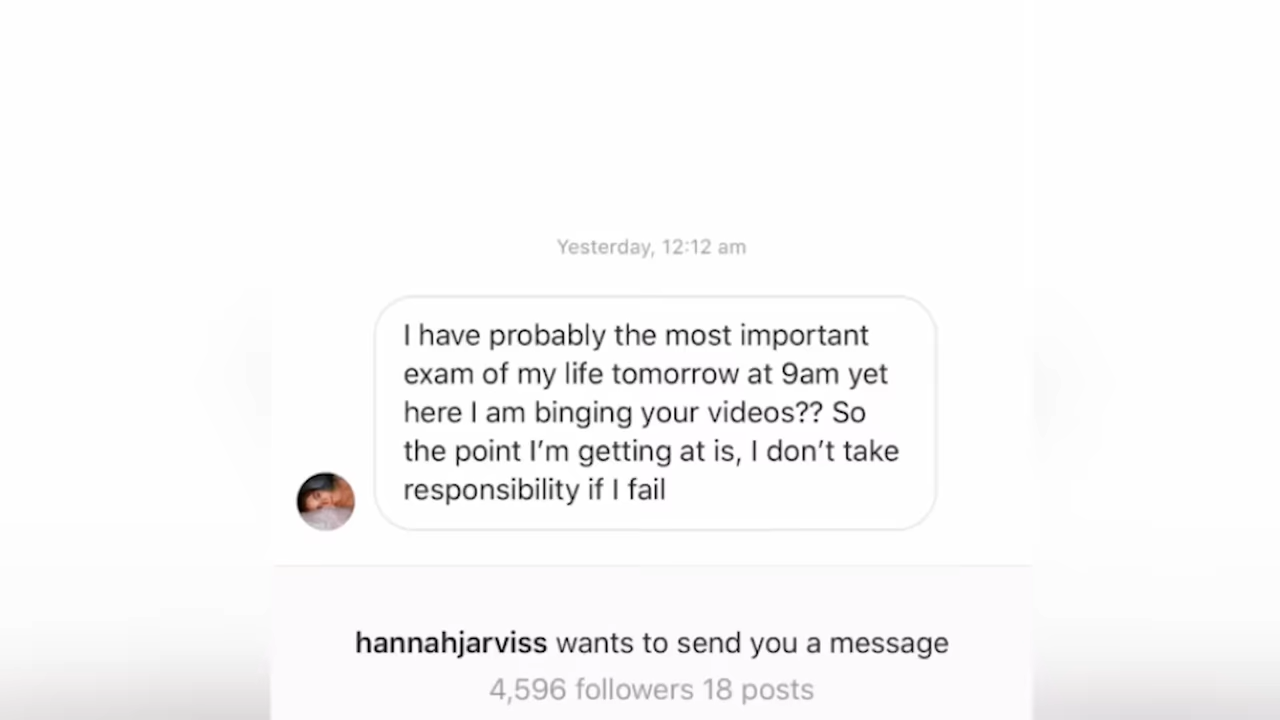 Yesterday, 12:12 am
I have probably the most important
exam of my life tomorrow at 9am yet
here I am binging your videos?? So
the point I’m getting at is, I don’t take
responsibility if I fail
hannahjarviss wants to send you a message
4,596 followers 18 posts